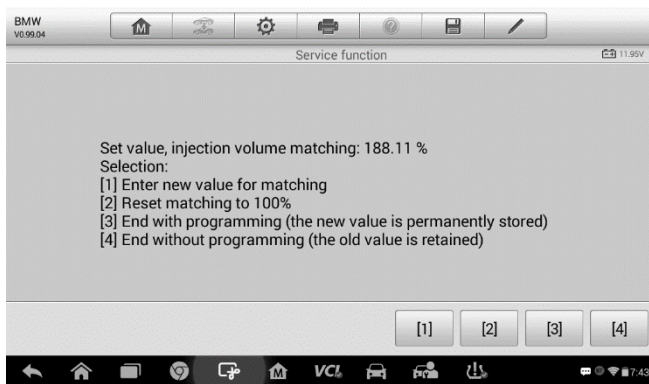 BMW
V0.99.04
Service function
11.95V
Set value, injection volume matching: 188.11 %
Selection:
[1] Enter new value for matching
[2] Reset matching to 100%
[3] End with programming (the new value is permanently stored)
[4] End without programming (the old value is retained)
[1] [2] [3] [4]
VCI
7:43